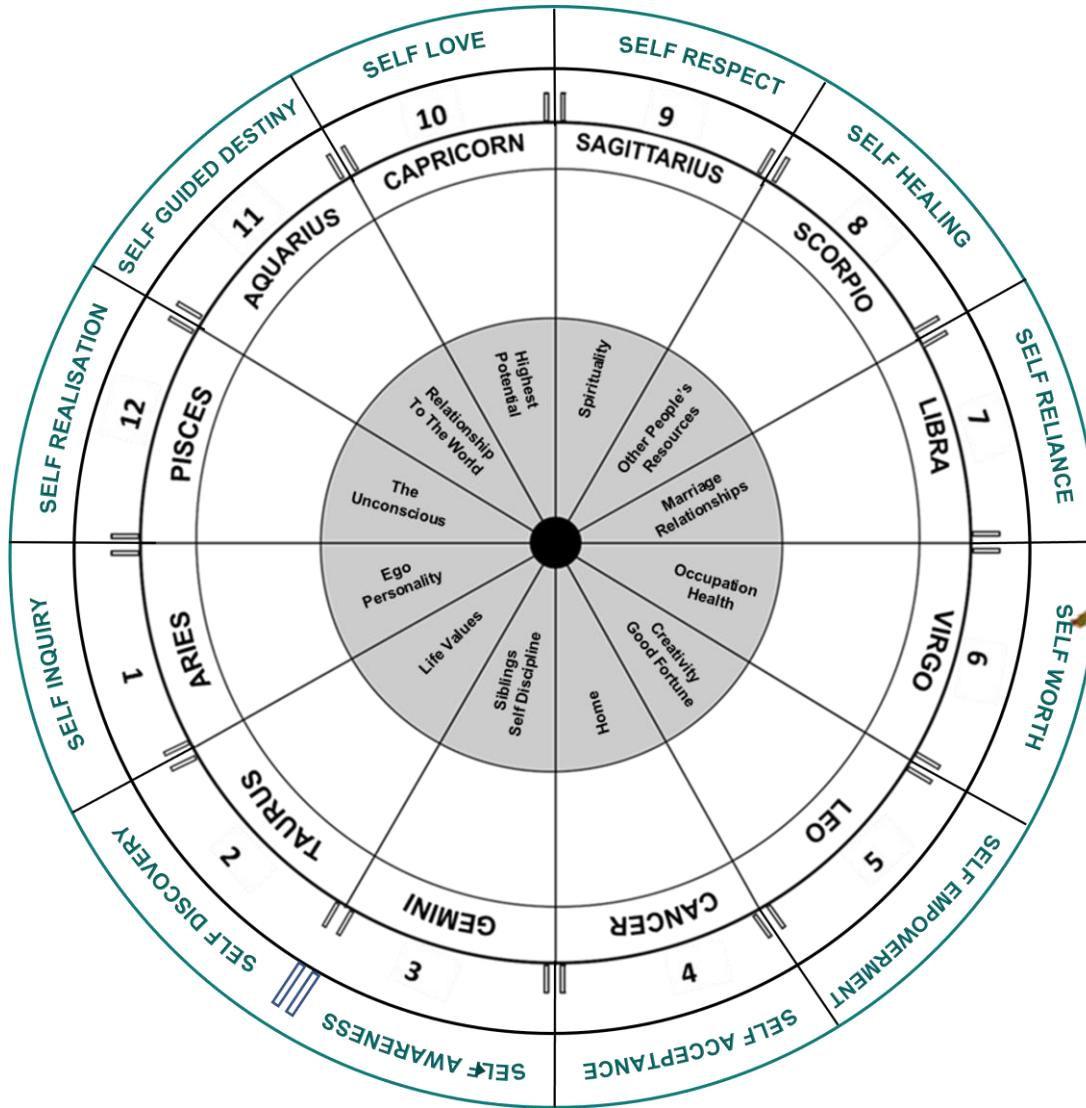 SELF LOVE
SELF RESPECT
SELF HEALING
SELF RELIANCE
SELF WORTH
SELF EMPOWERMENT
SELF ACCEPTANCE
SELF AWARENESS
SELF DISCOVERY
SELF INQUIRY
SELF REALISATION
SELF GUIDED DESTINY
10
9
8
7
6
5
4
3
2
1
12
11
CAPRICORN
SAGITTARIUS
SCORPIO
LIBRA
VIRGO
LEO
CANCER
GEMINI
TAURUS
ARIES
PISCES
AQUARIUS
Highest
Potential
Spirituality
Other People's
Resources
Marriage
Relationships
Occupation
Health
Creativity
Good Fortune
Home
Siblings
Self Discipline
Life Values
Ego
Personality
The
Unconscious
Relationship
To The World